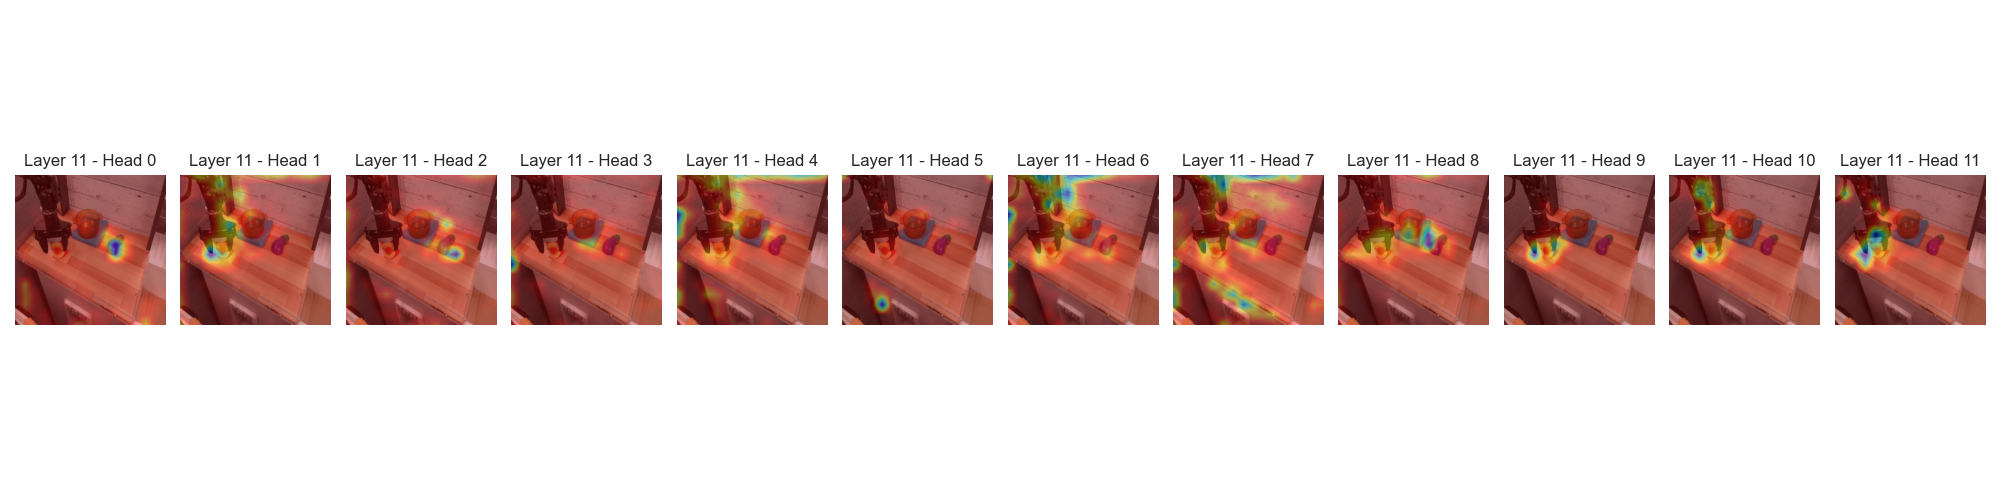 Layer 11 - Head 0
Layer 11 - Head 1
Layer 11 - Head 2
Layer 11 - Head 3
Layer 11 - Head 4
Layer 11 - Head 5
Layer 11 - Head 6
Layer 11 - Head 7
Layer 11 - Head 8
Layer 11 - Head 9
Layer 11 - Head 10
Layer 11 - Head 11